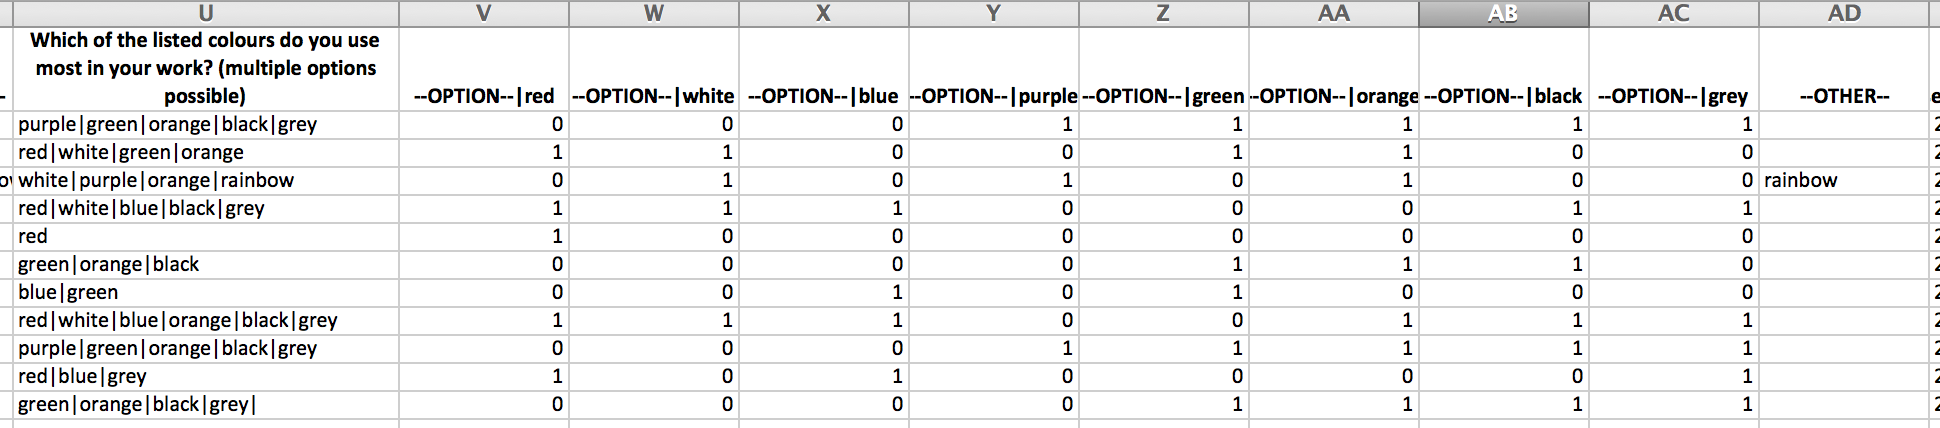 U V W X Y Z AA AB AC AD
Which of the listed colours do you use
most in your work? (multiple options
possible) --OPTION--|red --OPTION--|white --OPTION--|blue --OPTION--|purple --OPTION--|green --OPTION--|orange --OPTION--|black --OPTION--|grey --OTHER--
purple|green|orange|black|grey 0 0 0 1 1 1 1 1
red|white|green|orange 1 1 0 0 1 1 0 0
white|purple|orange|rainbow 0 1 0 1 0 1 0 0 rainbow
red|white|blue|black|grey 1 1 1 0 0 0 1 1
red 1 0 0 0 0 0 0 0
green|orange|black 0 0 0 0 1 1 1 0
blue|green 0 0 1 0 1 0 0 0
red|white|blue|orange|black|grey 1 1 1 0 0 1 1 1
purple|green|orange|black|grey 0 0 0 1 1 1 1 1
red|blue|grey 1 0 1 0 0 0 0 1
green|orange|black|grey| 0 0 0 0 1 1 1 1